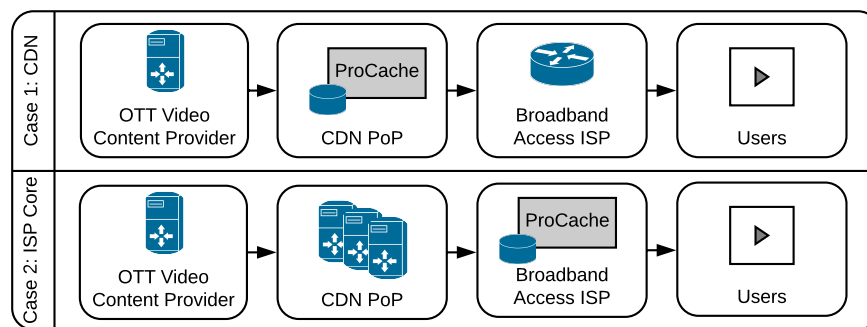 Case 1: CDN
OTT Video
Content Provider
ProCache
CDN PoP
Broadband
Access ISP
Users
Case 2: ISP Core
OTT Video
Content Provider
CDN PoP
ProCache
Broadband
Access ISP
Users